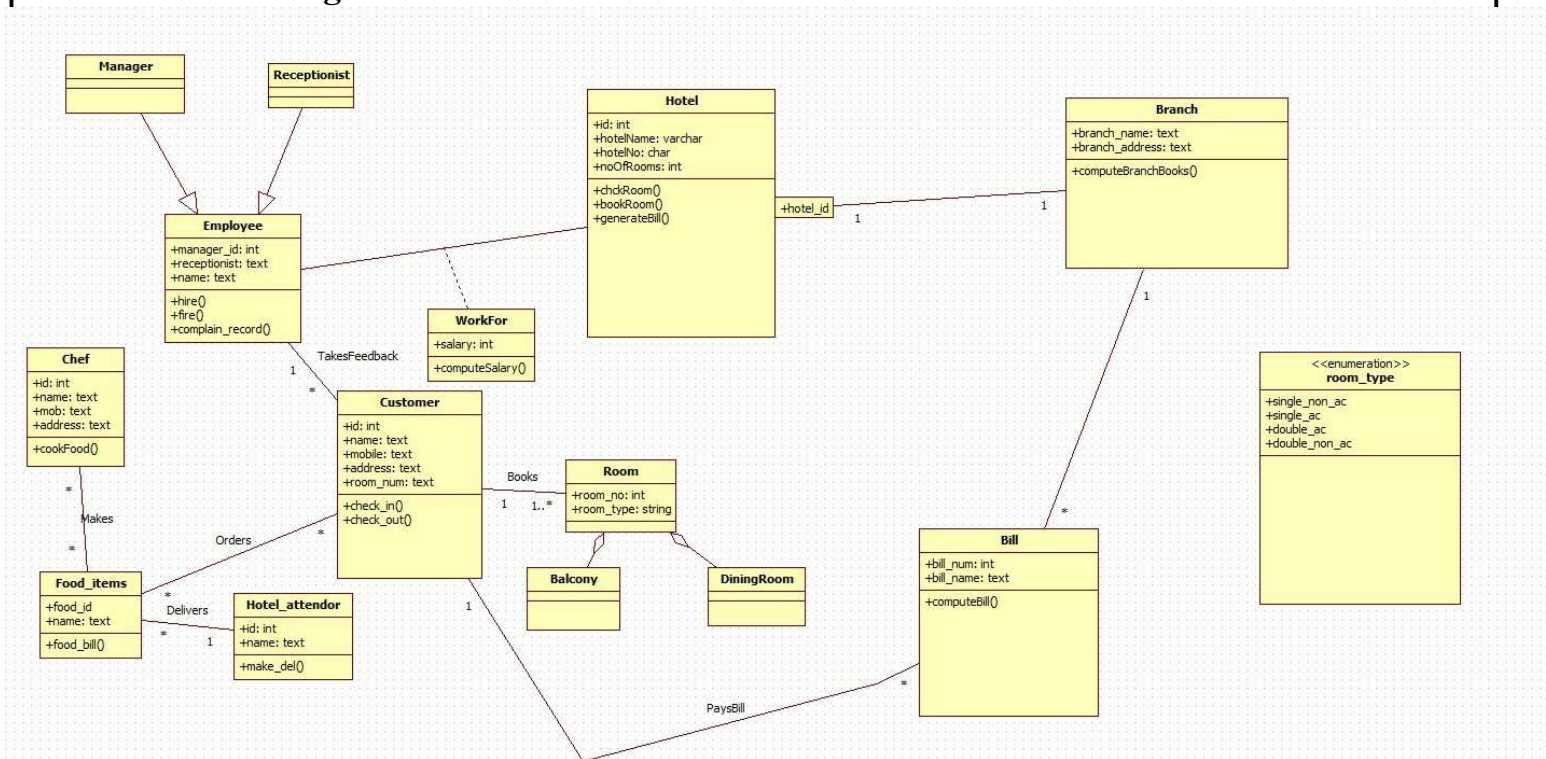 Manager
Receptionist
Hotel
+id: int
+hotelName: varchar
+hotelNo: char
+noOfRooms: int
+chckRoom()
+bookRoom()
+generateBill()
+hotel_id
1
1
Branch
+branch_name: text
+branch_address: text
+computeBranchBooks()
Employee
+manager_id: int
+receptionist: text
+name: text
+hire()
+fire()
+complain_record()
WorkFor
+salary: int
+computeSalary()
1
TakesFeedback
1
*
Chef
+id: int
+name: text
+mob: text
+address: text
+cookFood()
<<enumeration>>
room_type
+single_non_ac
+single_ac
+double_ac
+double_non_ac
Customer
+id: int
+name: text
+mobile: text
+address: text
+room_num: text
+check_in()
+check_out()
Books
1
1..*
Room
+room_no: int
+room_type: string
*
Makes
*
Orders
*
*
Balcony
DiningRoom
*
Bill
+bill_num: int
+bill_name: text
+computeBill()
Food_items
+food_id
+name: text
+food_bill()
Delivers
*
1
Hotel_attendor
+id: int
+name: text
+make_del()
1
PaysBill
*